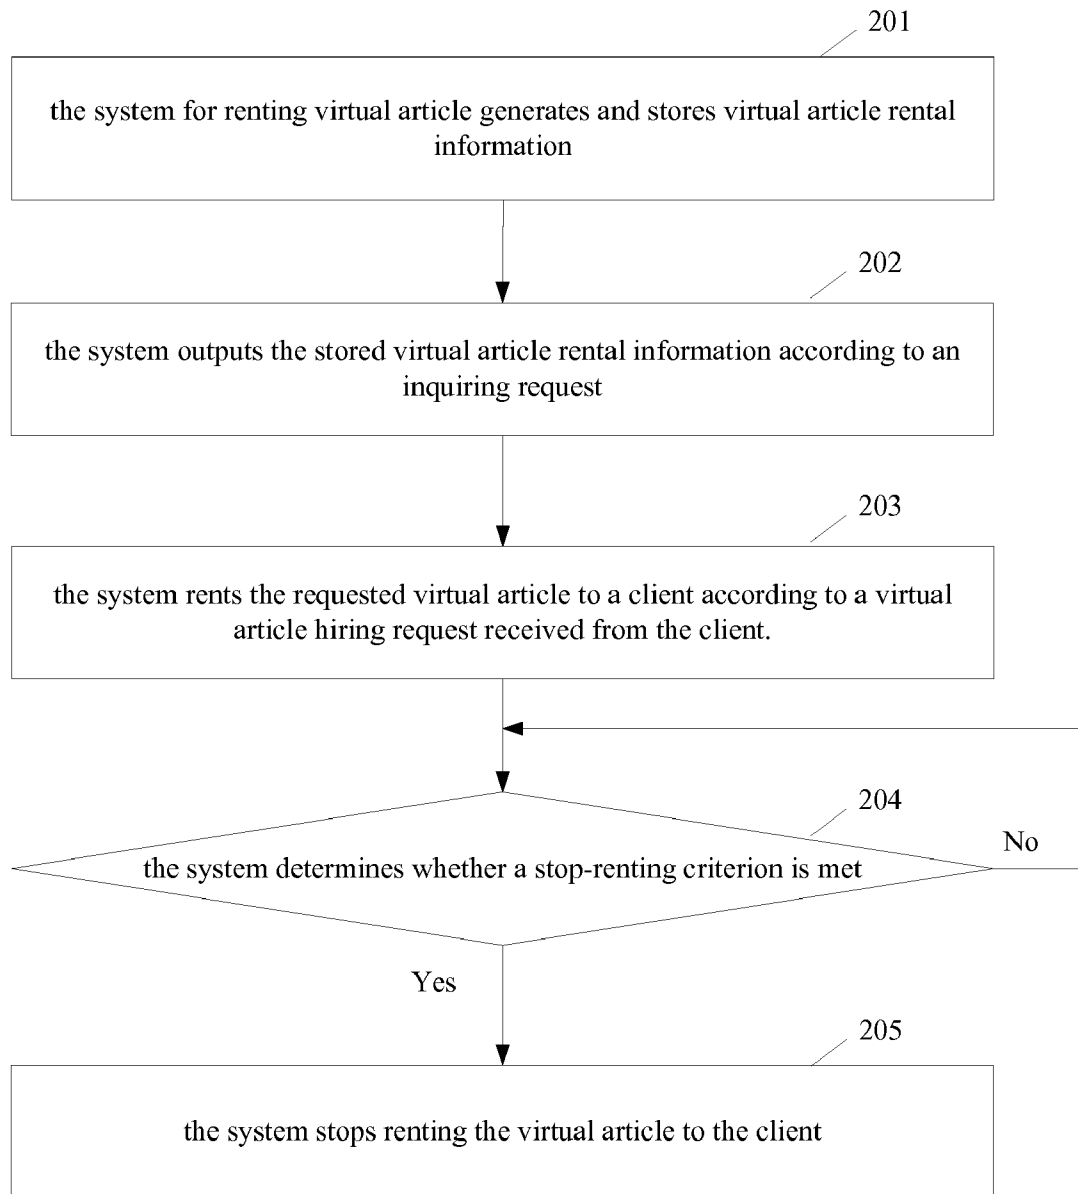 201
the system for renting virtual article generates and stores virtual article rental
information
202
the system outputs the stored virtual article rental information according to an
inquiring request
203
the system rents the requested virtual article to a client according to a virtual
article hiring request received from the client.
204
the system determines whether a stop-renting criterion is met
No
Yes
205
the system stops renting the virtual article to the client